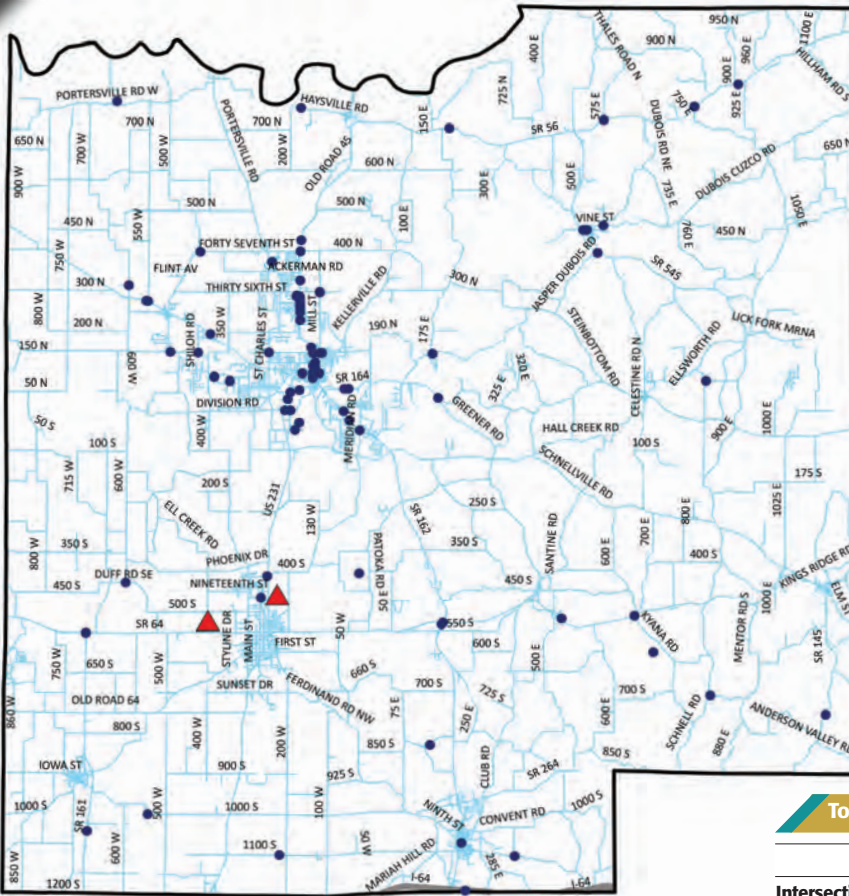 950 N
1100 E
THALES ROAD N
900 N
960 E
400 E
HILLHAM RD S
900 E
PORTERSVILLE RD W
725 N
750 E
925 E
HAYSVILLE RD
575 E
PORTERSVILLE RD
150 E
DUBOIS RD NE
700 N
700 N
SR 56
650 N
700 W
500 W
200 W
OLD ROAD 45
650 N
600 N
DUBOIS CUZCO RD
900 W
300 E
500 E
735 E
500 N
500 N
1050 E
450 N
550 W
100 E
VINE ST
760 E
450 N
750 W
FORTY SEVENTH ST
400 N
FLINT AV
ACKERMAN RD
JASPER DUBOIS RD
SR 545
300 N
THIRTY SIXTH ST
KELLERVILLE RD
300 N
800 W
MILL ST
200 N
SHILOH RD
350 W
ST CHARLES ST
190 N
175 E
STEINBOTTOM RD
LICK FORK MRNA
150 N
600 W
320 E
ELLSWORTH RD
50 N
SR 164
325 E
CELESTINE RD N
DIVISION RD
MERIDIAN RD
GREENER RD
50 S
400 W
HALL CREEK RD
900 E
1000 E
100 S
100 S
715 W
600 W
200 S
SCHNELLVILLE RD
175 S
US 231
250 S
1025 E
ELL CREEK RD
130 W
SR 162
SANTINE RD
800 E
350 S
350 S
600 E
700 E
800 W
PHOENIX DR
400 S
PATOKA RD
400 S
KINGS RIDGE RD
DUFF RD SE
NINETEENTH ST
450 S
450 S
50 E
1000 E
ELM ST
500 S
SR 64
STYLINE DR
MAIN ST
FIRST ST
50 W
550 S
600 S
KYANA RD
MENTOR RD S
SR 145
750 W
650 S
500 W
660 S
500 E
SUNSET DR
FERDINAND RD NW
700 S
725 S
700 S
860 W
OLD ROAD 64
75 E
250 E
600 E
SCHNELL RD
ANDERSON VALLEY RD
800 S
400 W
200 W
850 S
850 S
880 E
IOWA ST
900 S
925 S
CLUB RD
SR 264
1000 S
SR 161
500 W
1000 S
100 W
NINTH ST
CONVENT RD
1000 S
To
850 W
600 W
1100 S
50 W
MARIAH HILL RD
285 E
1200 S
I-64
I-64
Intersect